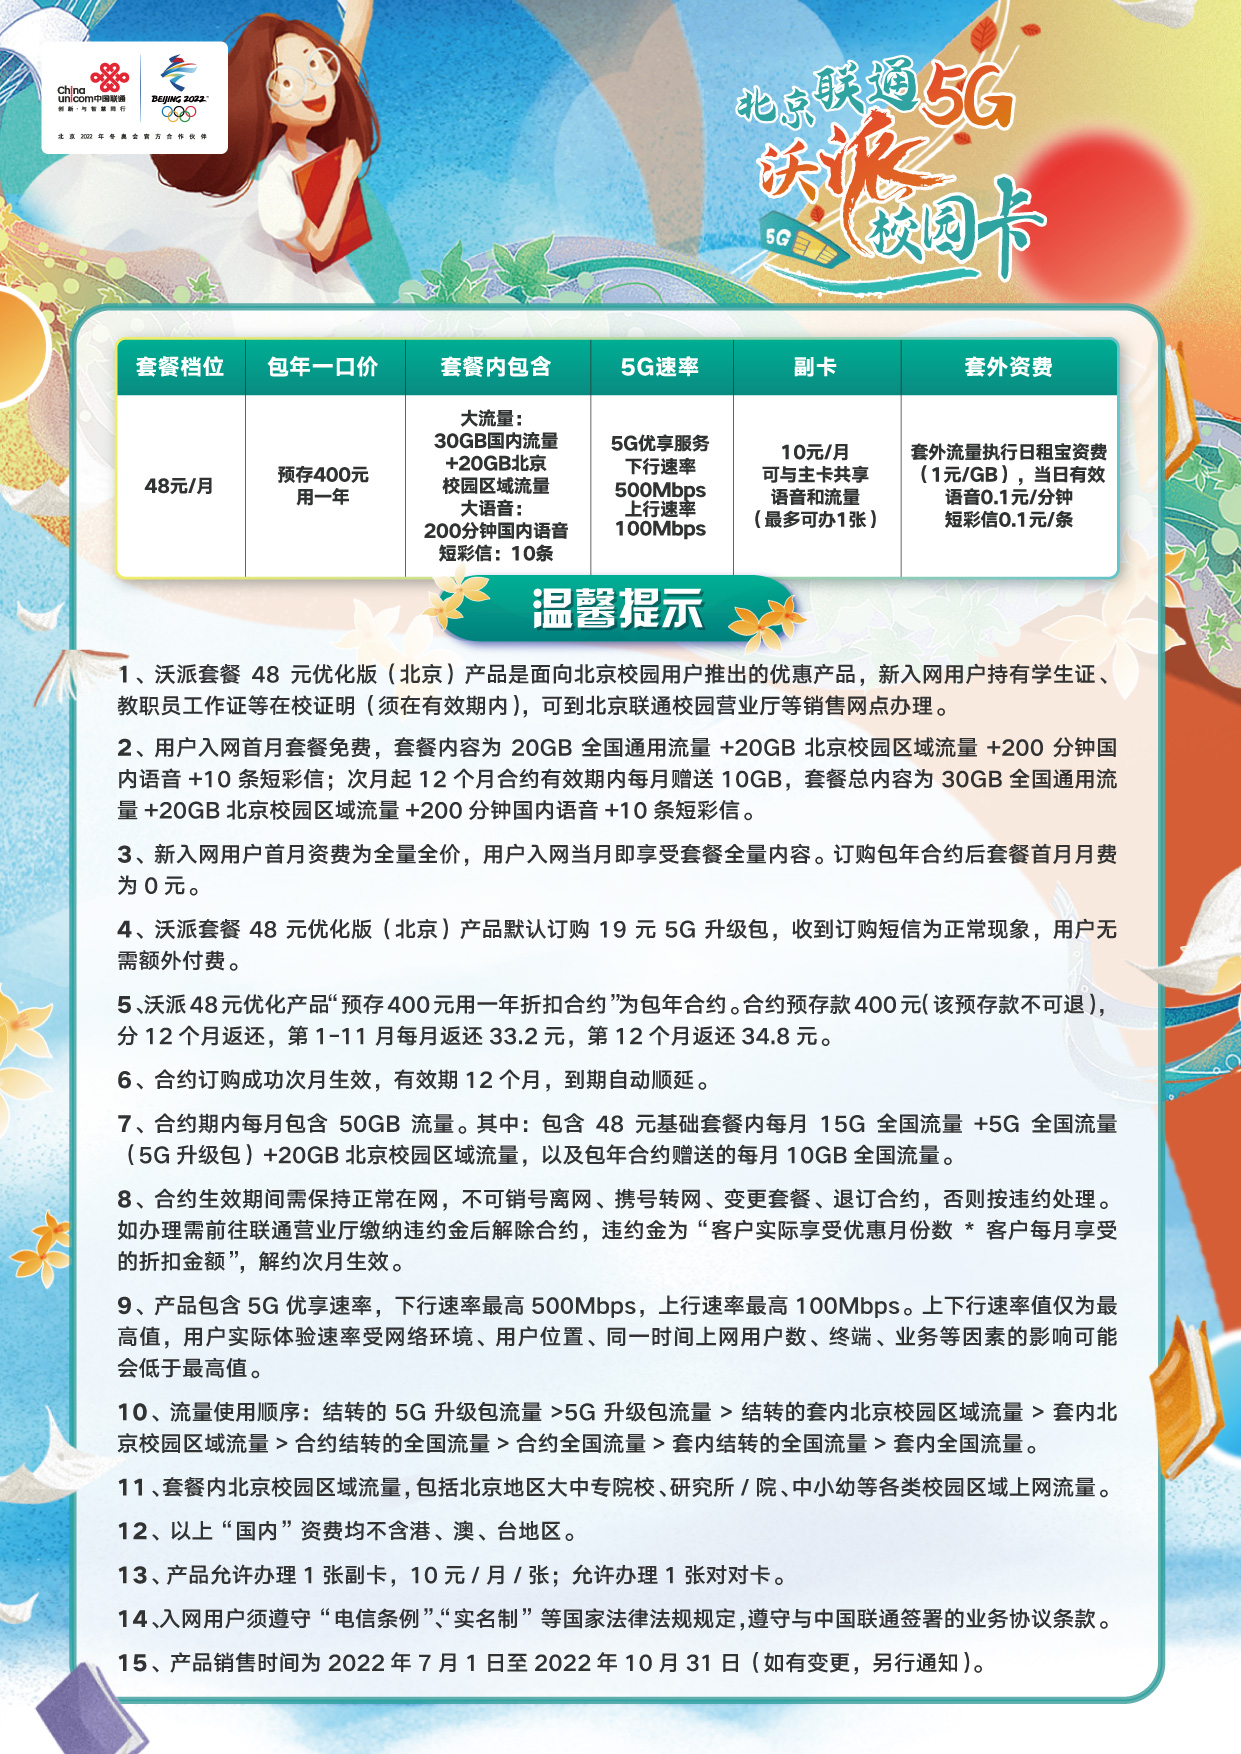 China
unicom中国联通
创新·与智慧同行
BEIJING 2022
北京2022年冬奥会官方合作伙伴
北京联通5G
沃派
校园卡
5G
套餐档位 包年一口价 套餐内包含 5G速率 副卡 套外资费
48元/月
预存400元
用一年
大流量：
30GB国内流量
+20GB北京
校园区域流量
大语音：
200分钟国内语音
短彩信：10条
5G优享服务
下行速率
500Mbps
上行速率
100Mbps
10元/月
可与主卡共享
语音和流量
（最多可办1张）
套外流量执行日租宝资费
（1元/GB），当日有效
语音0.1元/分钟
短彩信0.1元/条
温馨提示
1、沃派套餐 48 元优化版（北京）产品是面向北京校园用户推出的优惠产品，新入网用户持有学生证、
教职员工作证等在校证明（须在有效期内），可到北京联通校园营业厅等销售网点办理。
2、用户入网首月套餐免费，套餐内容为 20GB 全国通用流量 +20GB 北京校园区域流量 +200 分钟国
内语音 +10 条短彩信；次月起 12 个月合约有效期内每月赠送 10GB，套餐总内容为 30GB 全国通用流
量 +20GB 北京校园区域流量 +200 分钟国内语音 +10 条短彩信。
3、新入网用户首月资费为全量全价，用户入网当月即享受套餐全量内容。订购包年合约后套餐首月月费
为 0 元。
4、沃派套餐 48 元优化版（北京）产品默认订购 19 元 5G 升级包，收到订购短信为正常现象，用户无
需额外付费。
5、沃派48元优化产品“预存400元用一年折扣合约”为包年合约。合约预存款400元（该预存款不可退），
分 12 个月返还，第 1-11 月每月返还 33.2 元，第 12 个月返还 34.8 元。
6、合约订购成功次月生效，有效期 12 个月，到期自动顺延。
7、合约期内每月包含 50GB 流量。其中：包含 48 元基础套餐内每月 15G 全国流量 +5G 全国流量
（5G 升级包）+20GB 北京校园区域流量，以及包年合约赠送的每月 10GB 全国流量。
8、合约生效期间需保持正常在网，不可销号离网、携号转网、变更套餐、退订合约，否则按违约处理。
如办理需前往联通营业厅缴纳违约金后解除合约，违约金为“客户实际享受优惠月份数 * 客户每月享受
的折扣金额”，解约次月生效。
9、产品包含 5G 优享速率，下行速率最高 500Mbps，上行速率最高 100Mbps。上下行速率值仅为最
高值，用户实际体验速率受网络环境、用户位置、同一时间上网用户数、终端、业务等因素的影响可能
会低于最高值。
10、流量使用顺序：结转的 5G 升级包流量 >5G 升级包流量 > 结转的套内北京校园区域流量 > 套内北
京校园区域流量 > 合约结转的全国流量 > 合约全国流量 > 套内结转的全国流量 > 套内全国流量。
11、套餐内北京校园区域流量，包括北京地区大中专院校、研究所 / 院、中小幼等各类校园区域上网流量。
12、以上“国内”资费均不含港、澳、台地区。
13、产品允许办理 1 张副卡，10 元 / 月 / 张；允许办理 1 张对对卡。
14、入网用户须遵守“电信条例”、“实名制”等国家法律法规规定，遵守与中国联通签署的业务协议条款。
15、产品销售时间为 2022 年 7 月 1 日至 2022 年 10 月 31 日（如有变更，另行通知）。